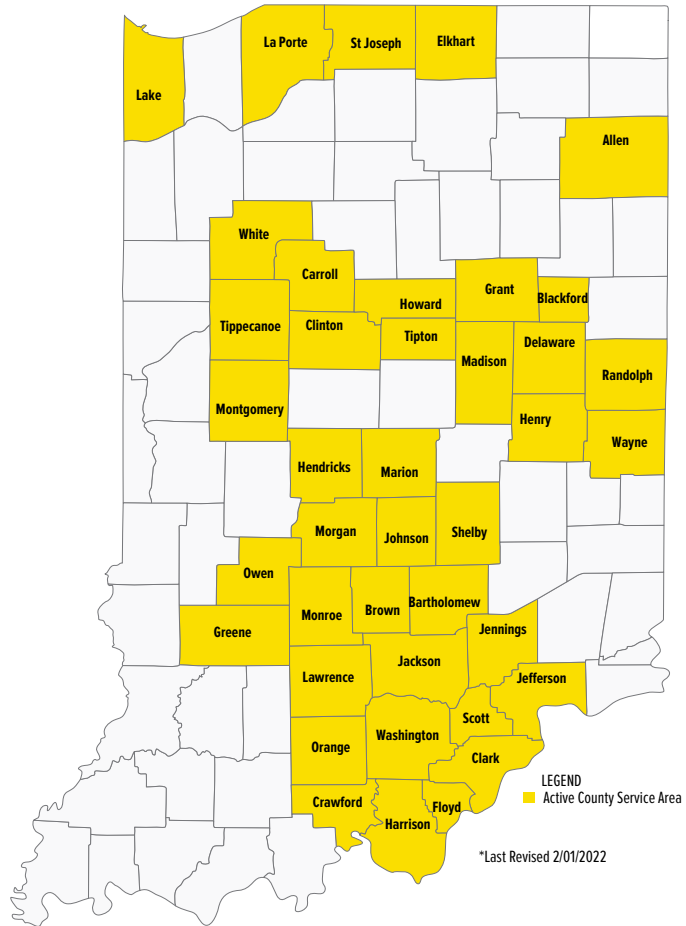 La Porte
St Joseph
Elkhart
Lake
Allen
White
Carroll
Grant
Blackford
Howard
Tippecanoe
Clinton
Tipton
Delaware
Madison
Randolph
Montgomery
Henry
Wayne
Hendricks
Marion
Morgan
Johnson
Shelby
Owen
Monroe
Brown
Bartholomew
Greene
Jennings
Jackson
Lawrence
Jefferson
Scott
Washington
Orange
Clark
LEGEND
Active County Service Area
Crawford
Floyd
Harrison
*Last Revised 2/01/2022